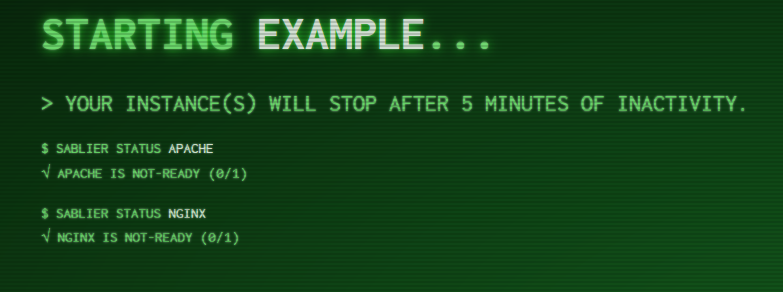 STARTING EXAMPLE...
> YOUR INSTANCE(S) WILL STOP AFTER 5 MINUTES OF INACTIVITY.
$ SABLIER STATUS APACHE
√ APACHE IS NOT-READY (0/1)
$ SABLIER STATUS NGINX
√ NGINX IS NOT-READY (0/1)